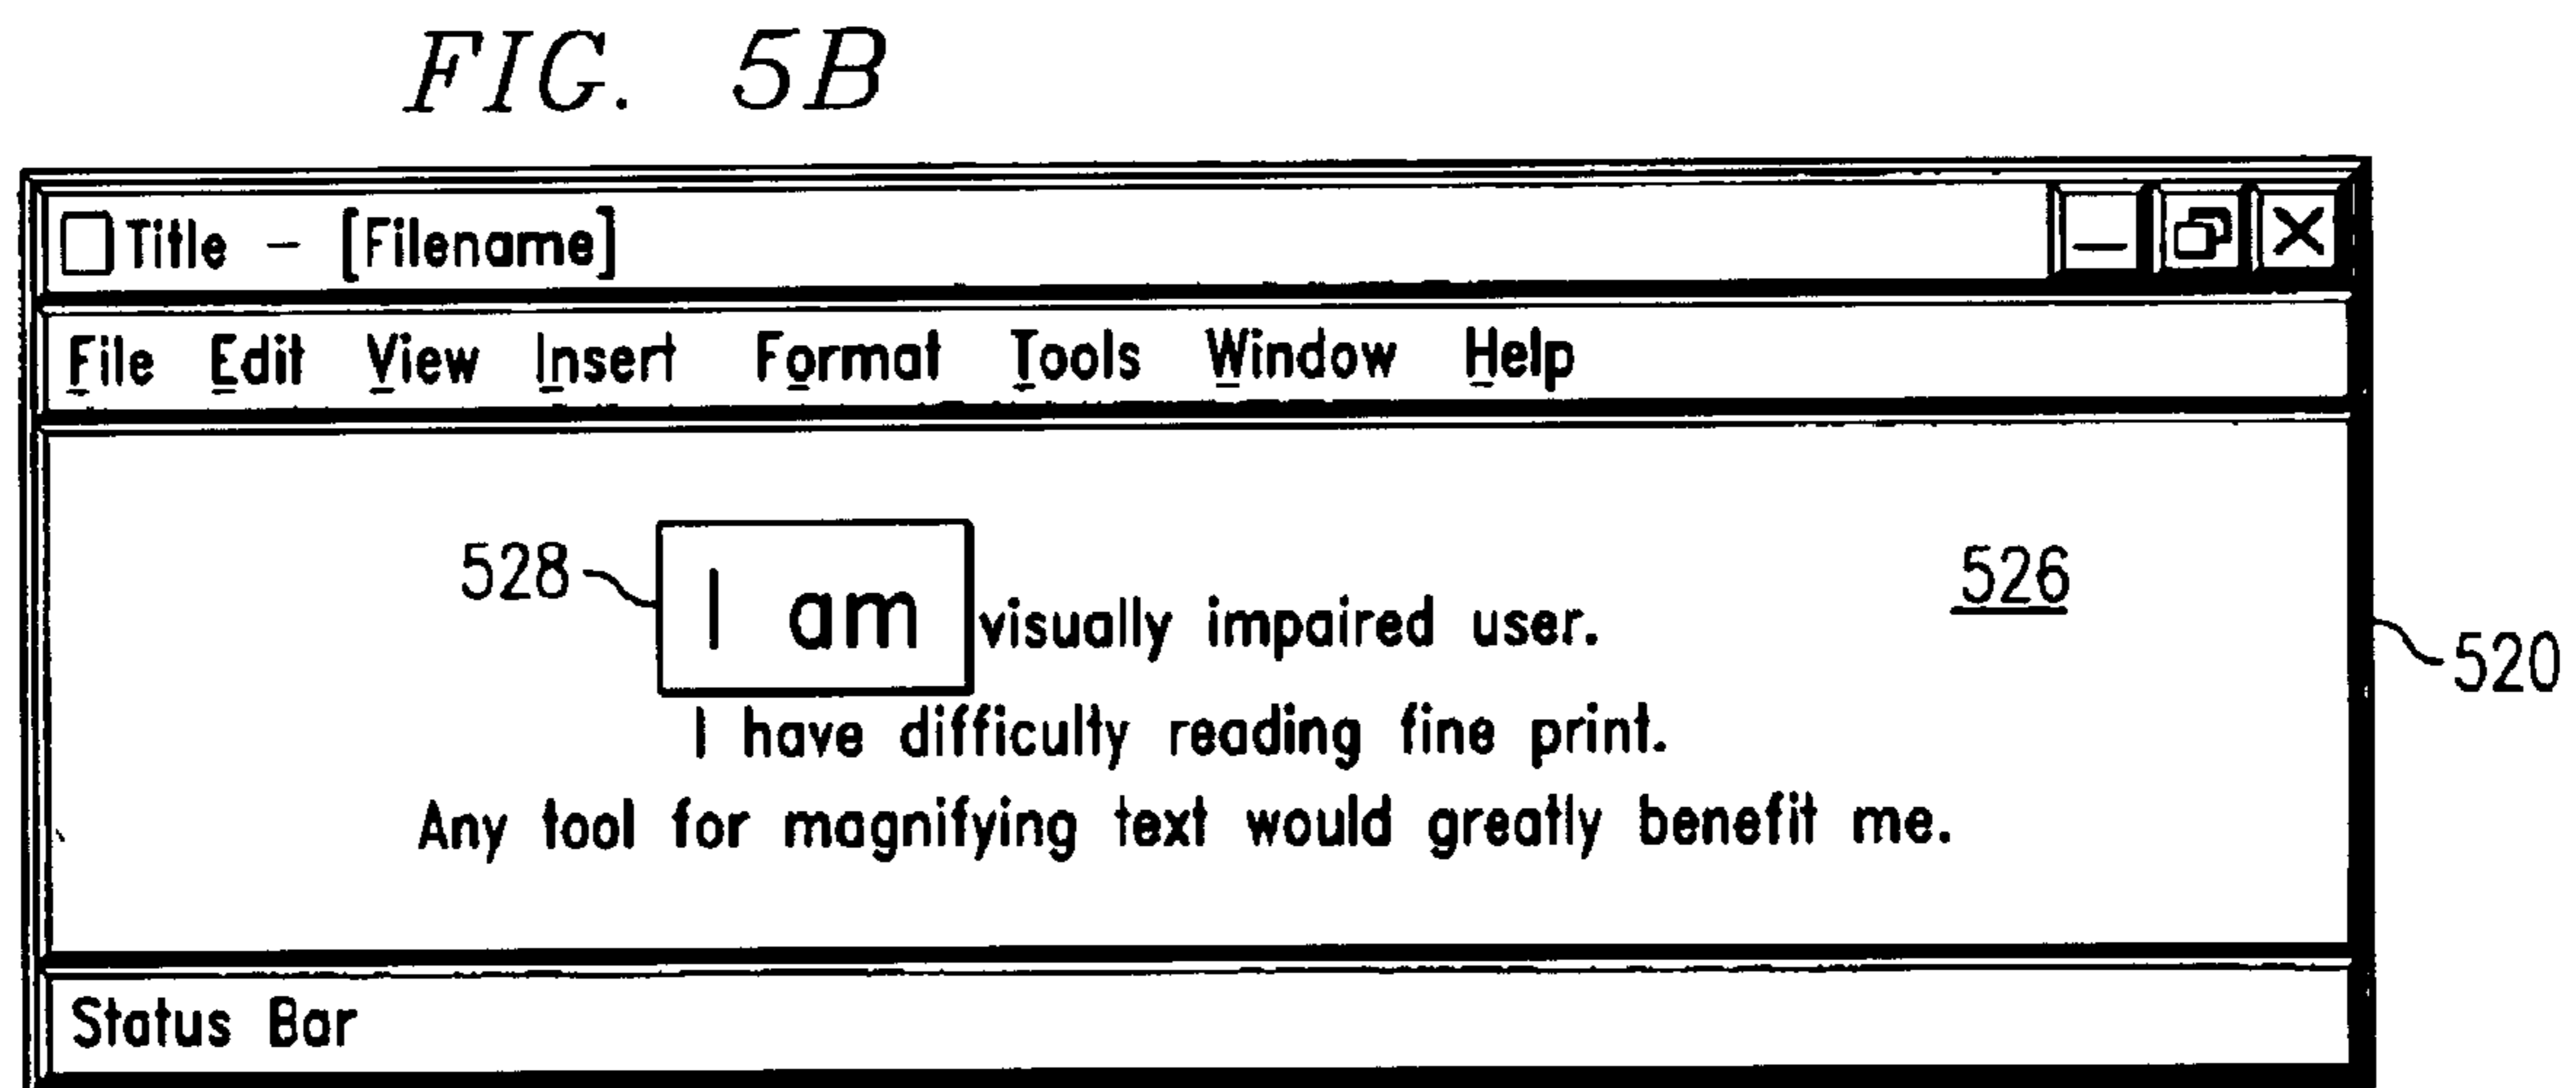 FIG. 5B
Title - [Filename]
File Edit View Insert Format Tools Window Help
528 I am visually impaired user. 526
520
I have difficulty reading fine print.
Any tool for magnifying text would greatly benefit me.
Status Bar